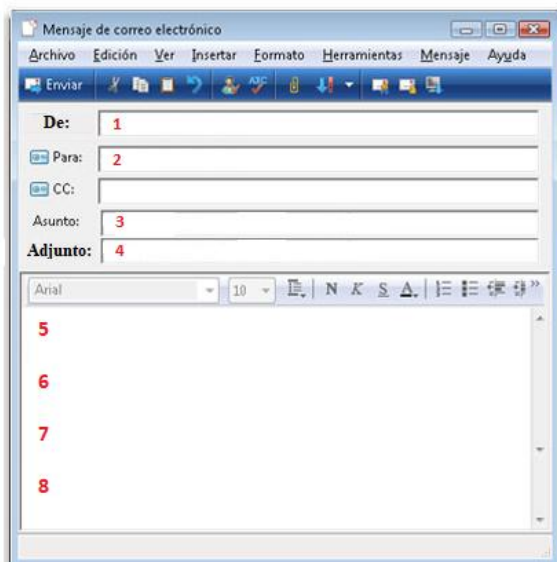 Mensaje de correo electrónico
Archivo Edición Ver Insertar Formato Herramientas Mensaje Ayuda
Enviar ABC
De: 1
Para: 2
CC:
Asunto: 3
Adjunto: 4
Arial 10 N K S A »
5
6
7
8